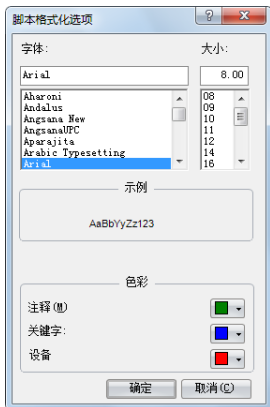 脚本格式化选项
字体:
大小:
Arial
8.00
Aharoni
Andalus
Angsana New
AngsanaUPC
Aparajita
Arabic Typesetting
Arial
08
09
10
11
12
14
16
示例
AaBbYyZz123
色彩
注释(M)
关键字:
设备
确定
取消(C)